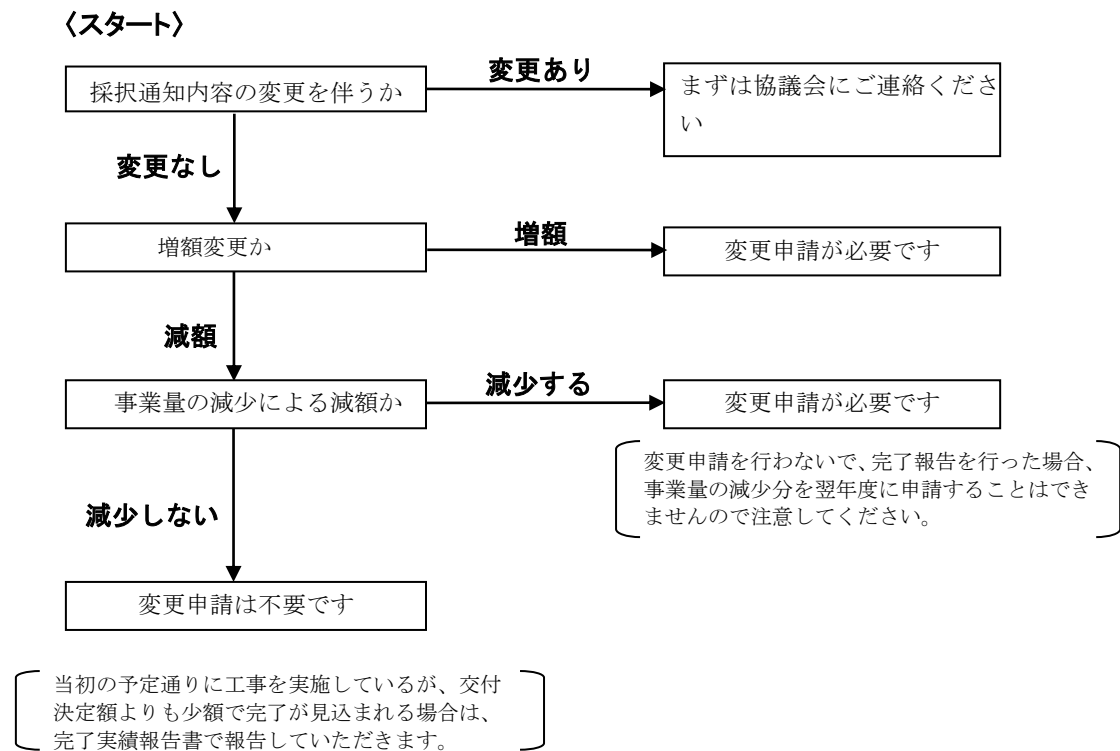 〈スタート〉
採択通知内容の変更を伴うか
変更あり
まずは協議会にご連絡くださ
い
変更なし
増額変更か
増額
変更申請が必要です
減額
事業量の減少による減額か
減少する
変更申請が必要です
変更申請を行わないで、完了報告を行った場合、
事業量の減少分を翌年度に申請することはでき
ませんので注意してください。
減少しない
変更申請は不要です
当初の予定通りに工事を実施しているが、交付
決定額よりも少額で完了が見込まれる場合は、
完了実績報告書で報告していただきます。